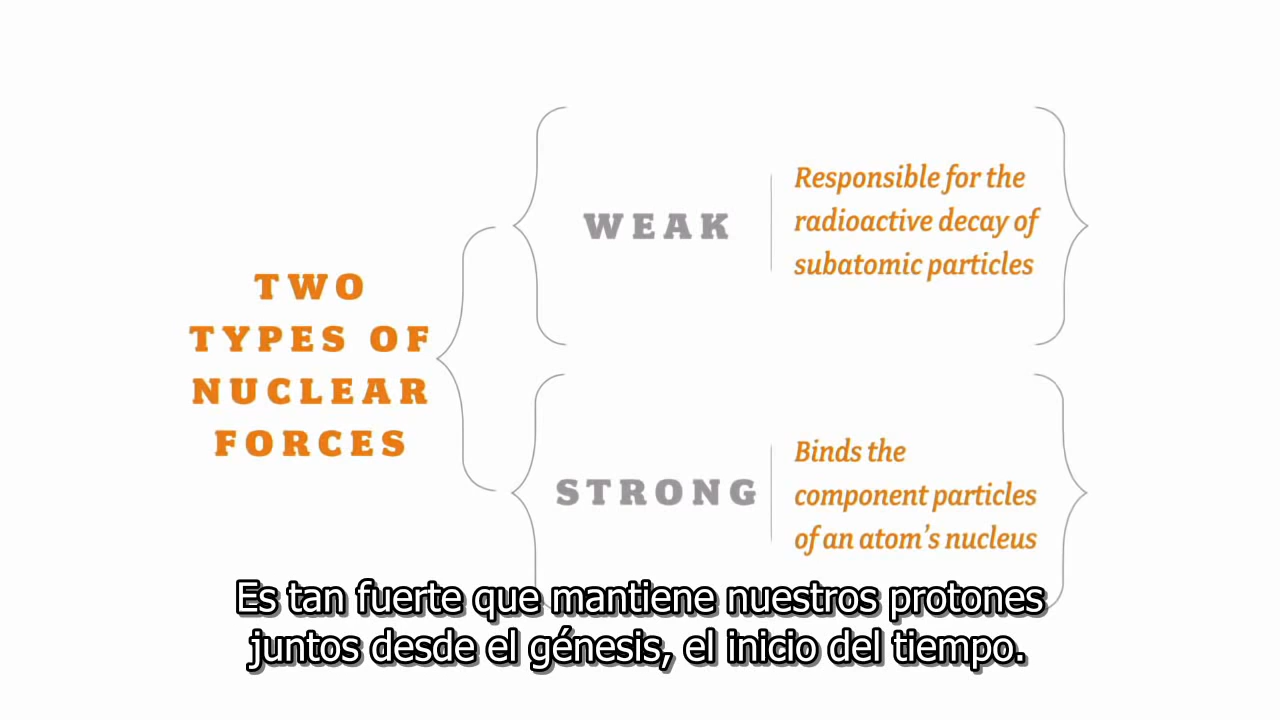 TWO
TYPES OF
NUCLEAR
FORCES
WEAK
Responsible for the
radioactive decay of
subatomic particles
STRONG
Binds the
component particles
of an atom's nucleus
Es tan fuerte que mantiene nuestros protones
juntos desde el génesis, el inicio del tiempo.